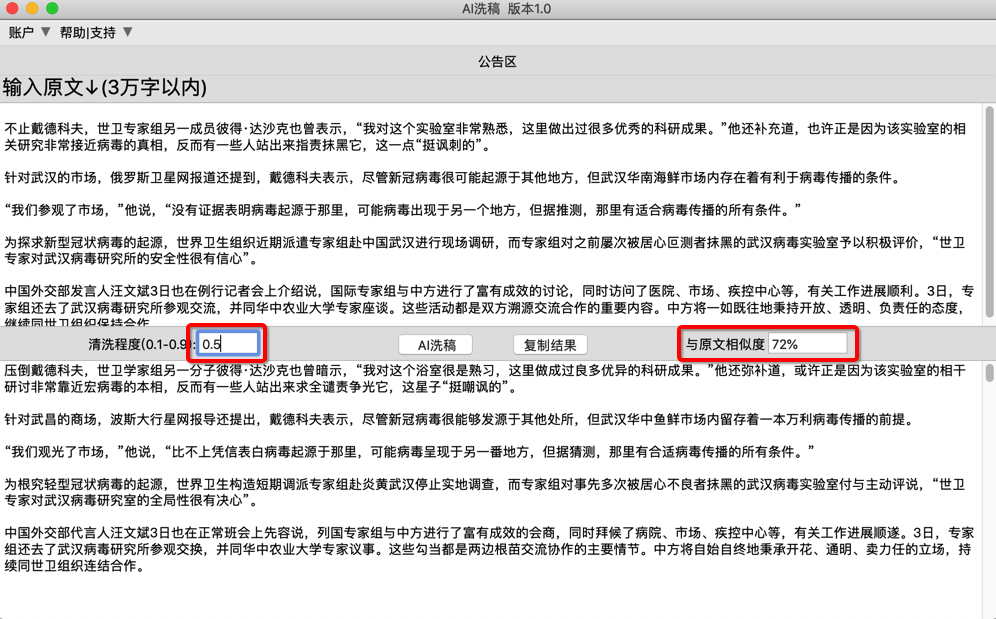 AI洗稿 版本1.0
账户 ▼ 帮助|支持 ▼
公告区
输入原文↓(3万字以内)
不止戴德科夫，世卫专家组另一成员彼得·达沙克也曾表示，“我对这个实验室非常熟悉，这里做出过很多优秀的科研成果。”他还补充道，也许正是因为该实验室的相
关研究非常接近病毒的真相，反而有一些人站出来指责抹黑它，这一点“挺讽刺的”。
针对武汉的市场，俄罗斯卫星网报道还提到，戴德科夫表示，尽管新冠病毒很可能起源于其他地方，但武汉华南海鲜市场内存在着有利于病毒传播的条件。
“我们参观了市场，”他说，“没有证据表明病毒起源于那里，可能病毒出现于另一个地方，但据推测，那里有适合病毒传播的所有条件。”
为探求新型冠状病毒的起源，世界卫生组织近期派遣专家组赴中国武汉进行现场调研，而专家组对之前屡次被居心叵测者抹黑的武汉病毒实验室予以积极评价，“世卫
专家对武汉病毒研究所的安全性很有信心”。
中国外交部发言人汪文斌3日也在例行记者会上介绍说，国际专家组与中方进行了富有成效的讨论，同时访问了医院、市场、疾控中心等，有关工作进展顺利。3日，专
家组还去了武汉病毒研究所参观交流，并同华中农业大学专家座谈。这些活动都是双方溯源交流合作的重要内容。中方将一如既往地秉持开放、透明、负责任的态度，
继续同世卫组织保持合作
清洗程度(0.1-0.9): 0.5 AI洗稿 复制结果 与原文相似度 72%
压倒戴德科夫，世卫学家组另一分子彼得·达沙克也曾暗示，“我对这个浴室很是熟习，这里做成过良多优异的科研成果。”他还弥补道，或许正是因为该实验室的相干
研讨非常靠近宏毒的本相，反而有一些人站出来求全谴责争光它，这星子“挺嘲讽的”。
针对武昌的商场，波斯大行星网报导还提出，戴德科夫表示，尽管新冠病毒很能够发源于其他处所，但武汉华中鱼鲜市场内留存着一本万利病毒传播的前提。
“我们观光了市场，”他说，“比不上凭信表白病毒起源于那里，可能病毒呈现于另一番地方，但据猜测，那里有合适病毒传播的所有条件。”
为根究轻型冠状病毒的起源，世界卫生构造短期调派专家组赴炎黄武汉停止实地调查，而专家组对事先多次被居心不良者抹黑的武汉病毒实验室付与主动评说，“世卫
专家对武汉病毒研究室的全局性很有决心”。
中国外交部代言人汪文斌3日也在正常班会上先容说，列国专家组与中方进行了富有成效的会商，同时拜候了病院、市场、疾控中心等，有关工作进展顺遂。3日，专家
组还去了武汉病毒研究所参观交换，并同华中农业大学专家议事。这些勾当都是两边根苗交流协作的主要情节。中方将自始自终地秉承开花、通明、卖力任的立场，持
续同世卫组织连结合作。